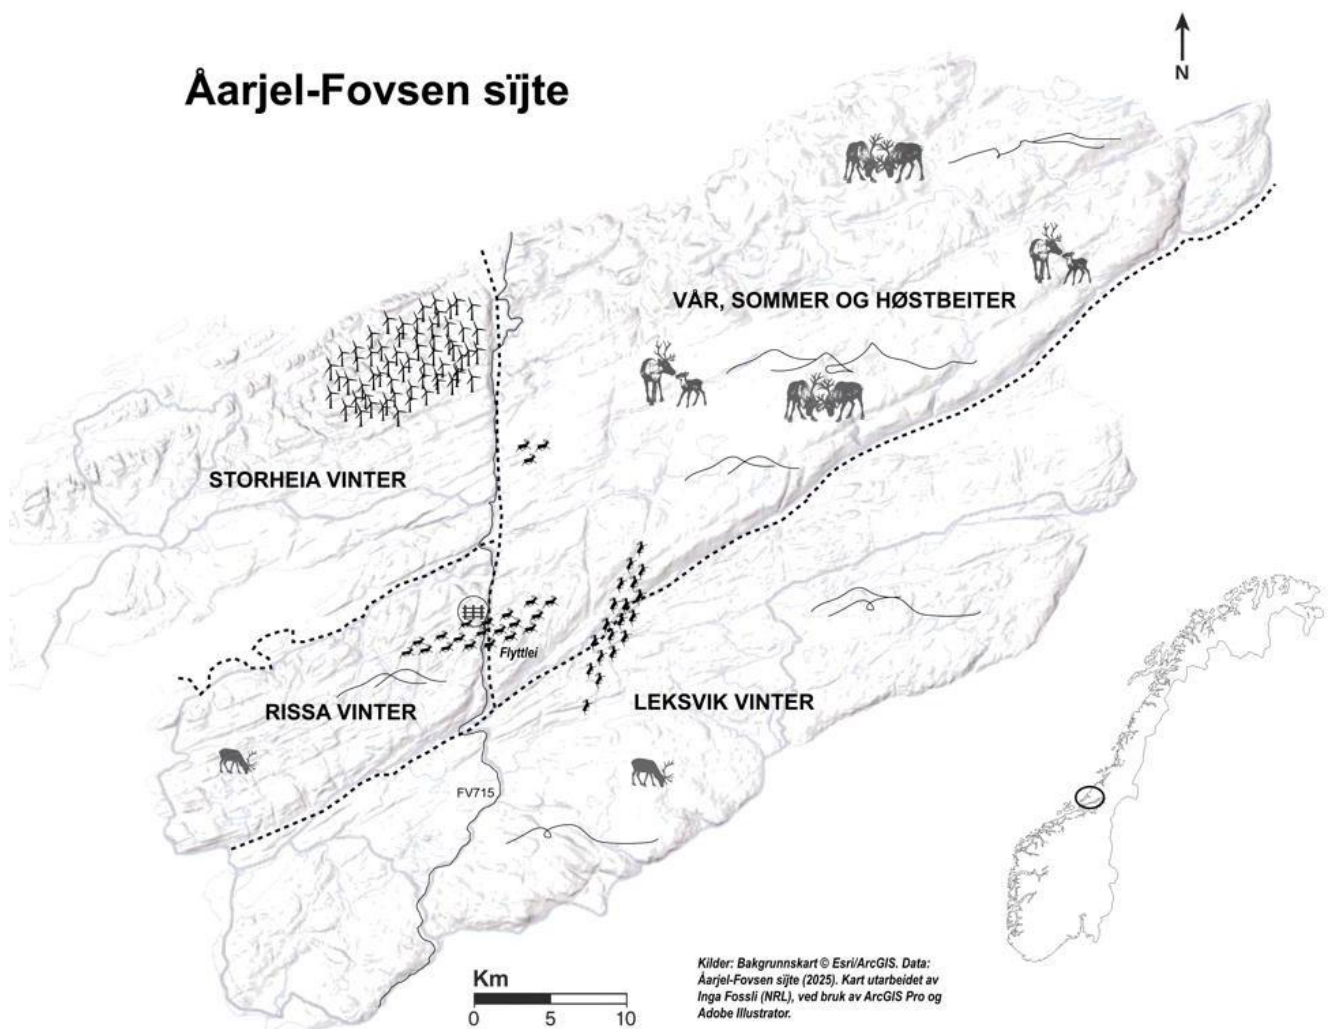 Åarjel-Fovsen sïjte
N
VÅR, SOMMER OG HØSTBEITER
STORHEIA VINTER
Flyttlei
RISSA VINTER
LEKSVIK VINTER
FV715
Km
0 5 10
Kilder: Bakgrunnskart © Esri/ArcGIS. Data:
Åarjel-Fovsen sïjte (2025). Kart utarbeidet av
Inga Fossli (NRL), ved bruk av ArcGIS Pro og
Adobe Illustrator.